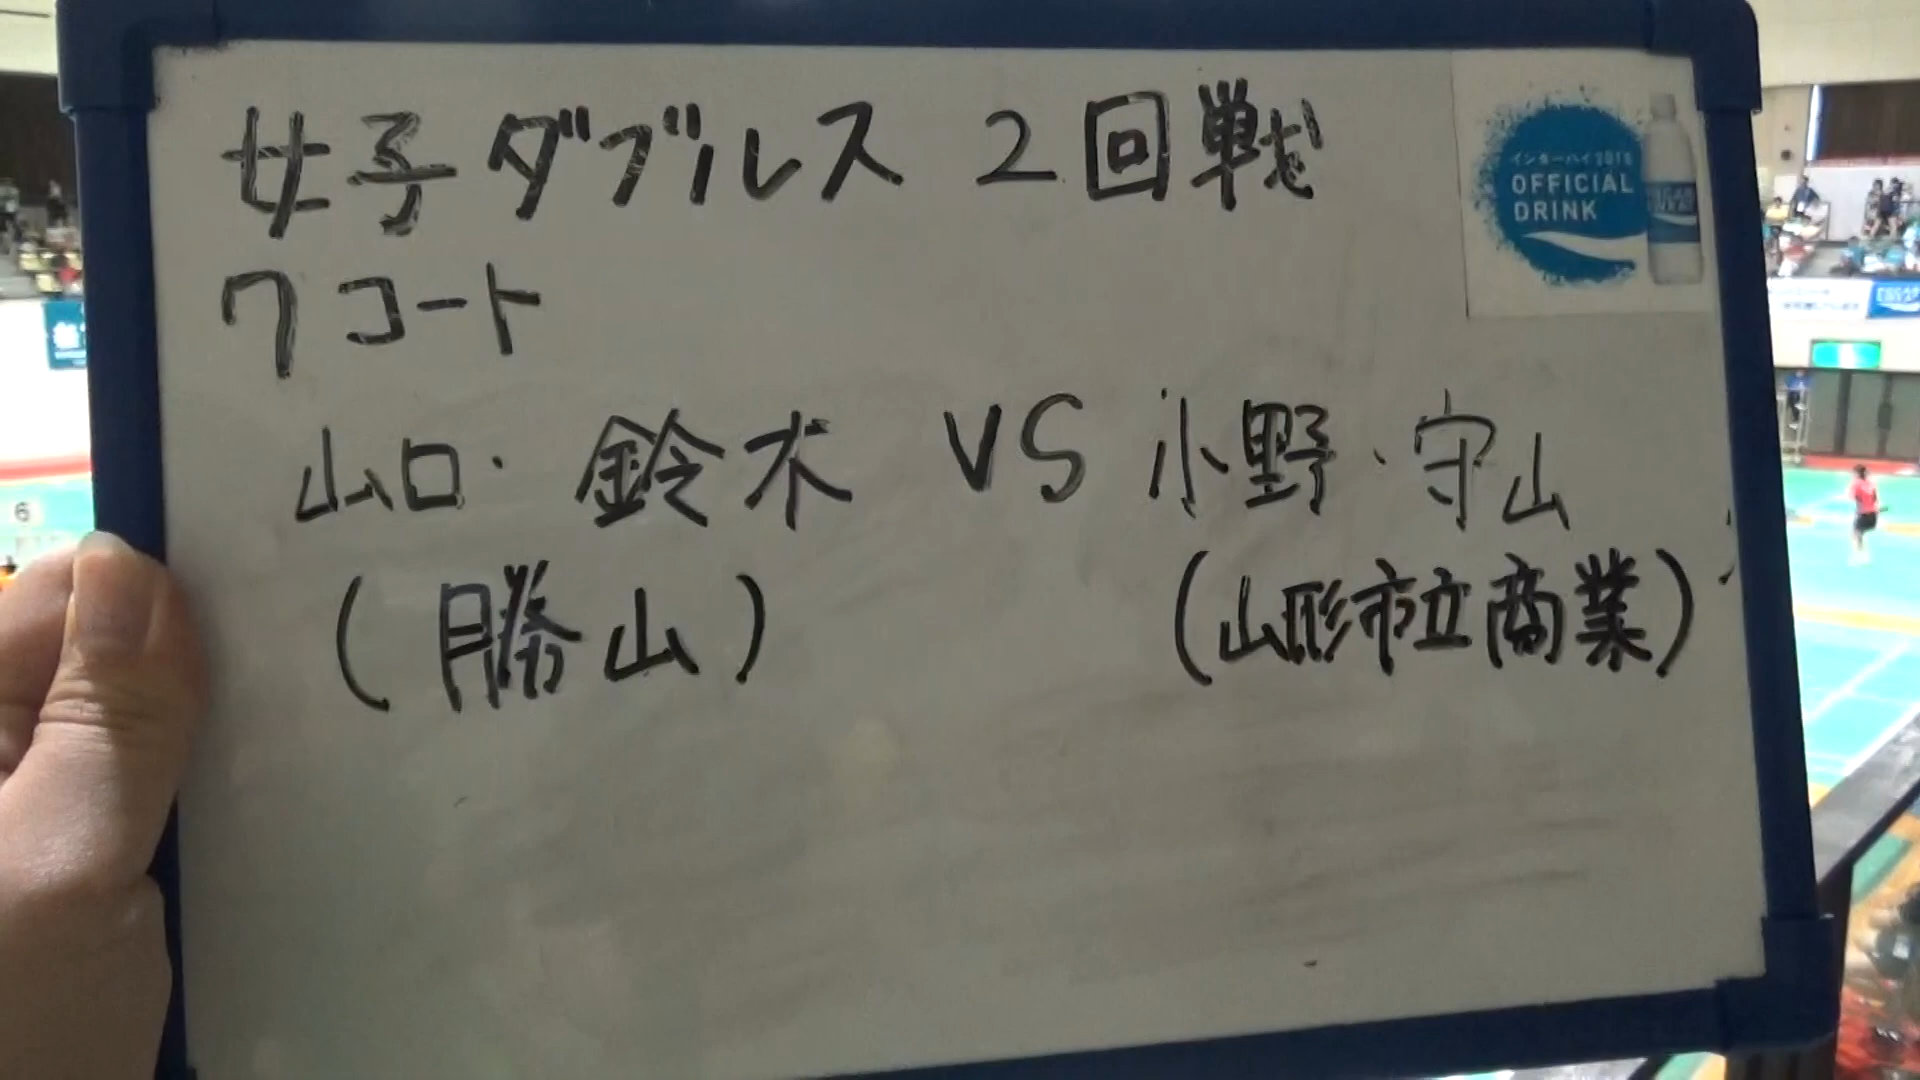 女子ダブルス 2回戦
7コート
山口・鈴木 VS 小野・守山
(勝山) (山形市立商業)
インターハイ2018
OFFICIAL
DRINK
6